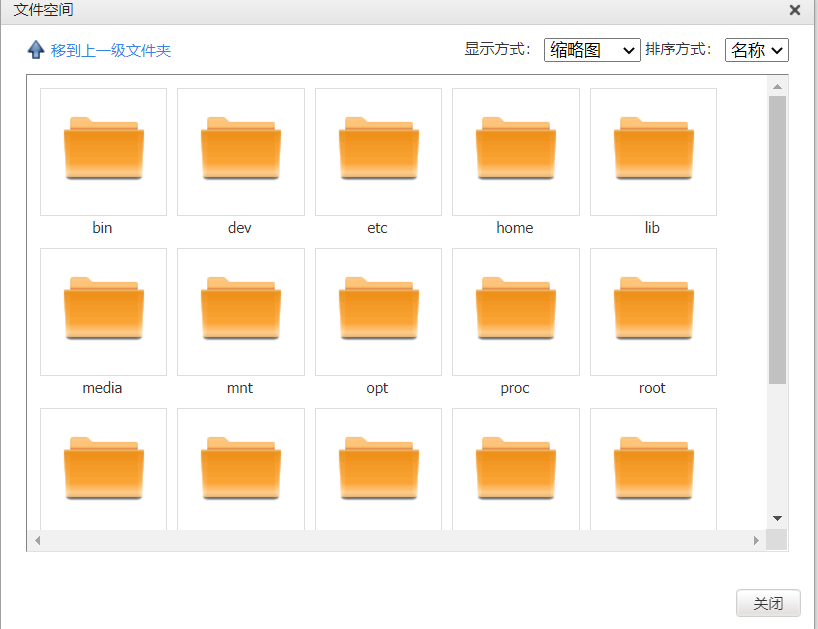 文件空间
移到上一级文件夹 显示方式： 缩略图 排序方式： 名称
bin dev etc home lib
media mnt opt proc root
关闭